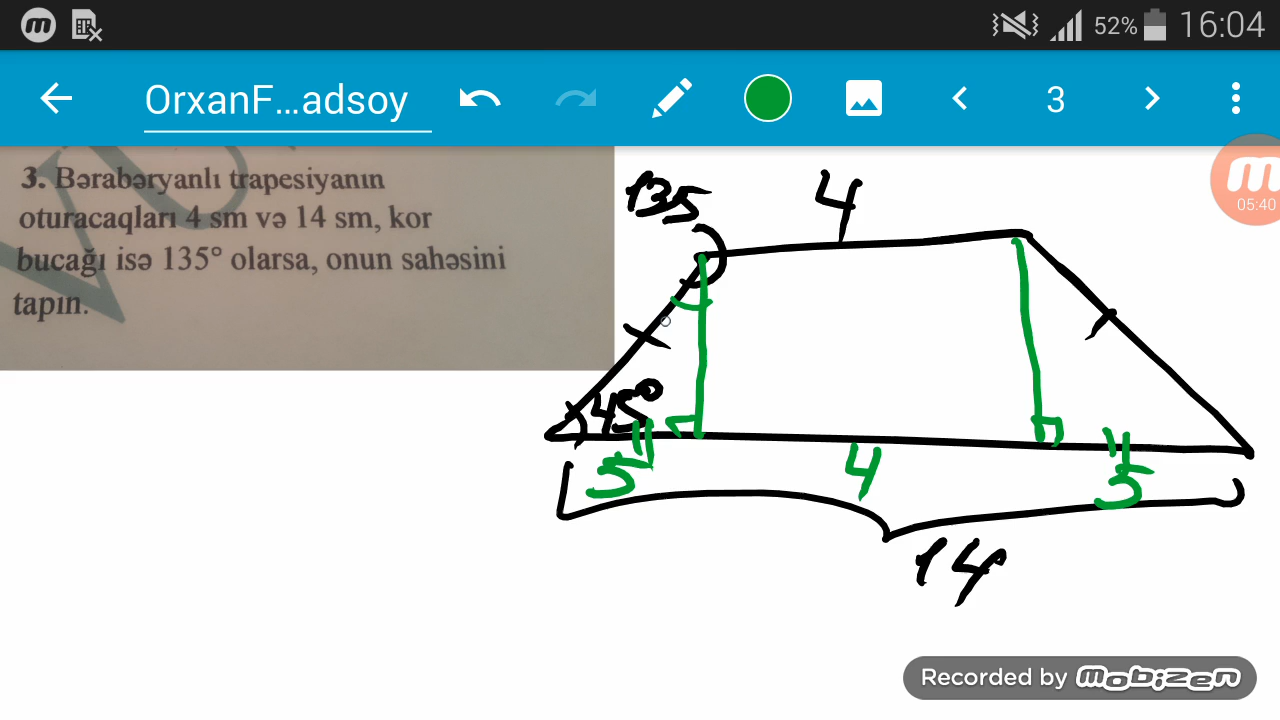 52% 16:04
OrxanF...adsoy 3
05:40
3. Bərabəryanlı trapesiyanın
oturacaqları 4 sm və 14 sm, kor
bucağı isə 135° olarsa, onun sahəsini
tapın.
135 4
45°
5 4 5
14
Recorded by mobizen